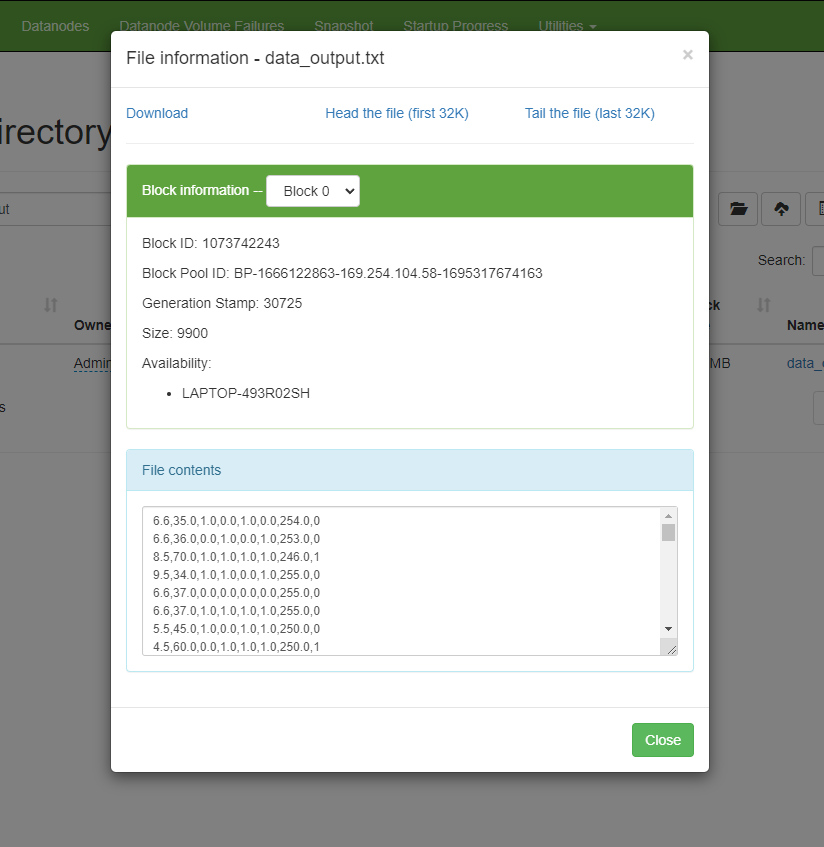 Datanodes Datanode Volume Failures Snapshot Startup Progress Utilities
File information - data_output.txt ×
Download Head the file (first 32K) Tail the file (last 32K)
irectory
Block information -- Block 0
ut
Block ID: 1073742243
Search:
Block Pool ID: BP-1666122863-169.254.104.58-1695317674163
Generation Stamp: 30725
ck
Owne
Name
Size: 9900
Availability:
Admin
MB
data_
LAPTOP-493R02SH
s
File contents
6.6,35.0,1.0,0.0,1.0,0.0,254.0,0
6.6,36.0,0.0,1.0,0.0,1.0,253.0,0
8.5,70.0,1.0,1.0,1.0,1.0,246.0,1
9.5,34.0,1.0,1.0,0.0,1.0,255.0,0
6.6,37.0,0.0,0.0,0.0,0.0,255.0,0
6.6,37.0,1.0,1.0,1.0,1.0,255.0,0
5.5,45.0,1.0,0.0,1.0,1.0,250.0,0
4.5,60.0,0.0,1.0,1.0,1.0,250.0,1
Close